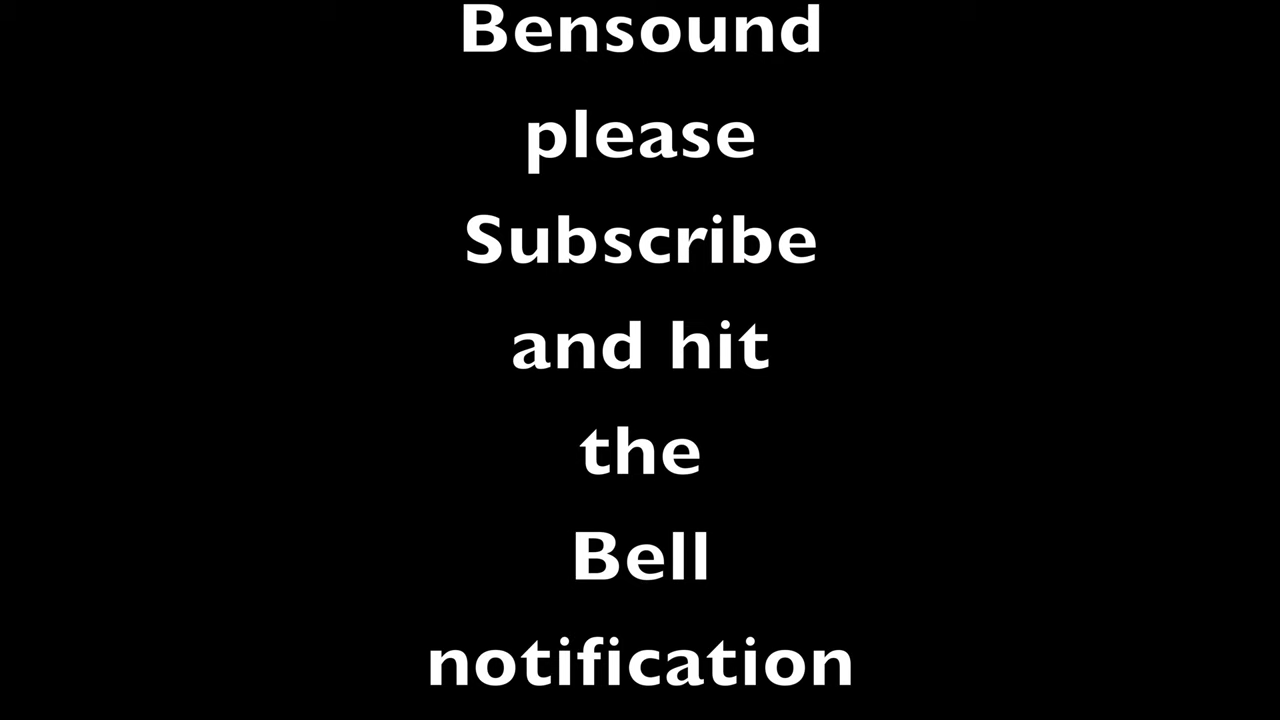 Bensound
please
Subscribe
and hit
the
Bell
notification